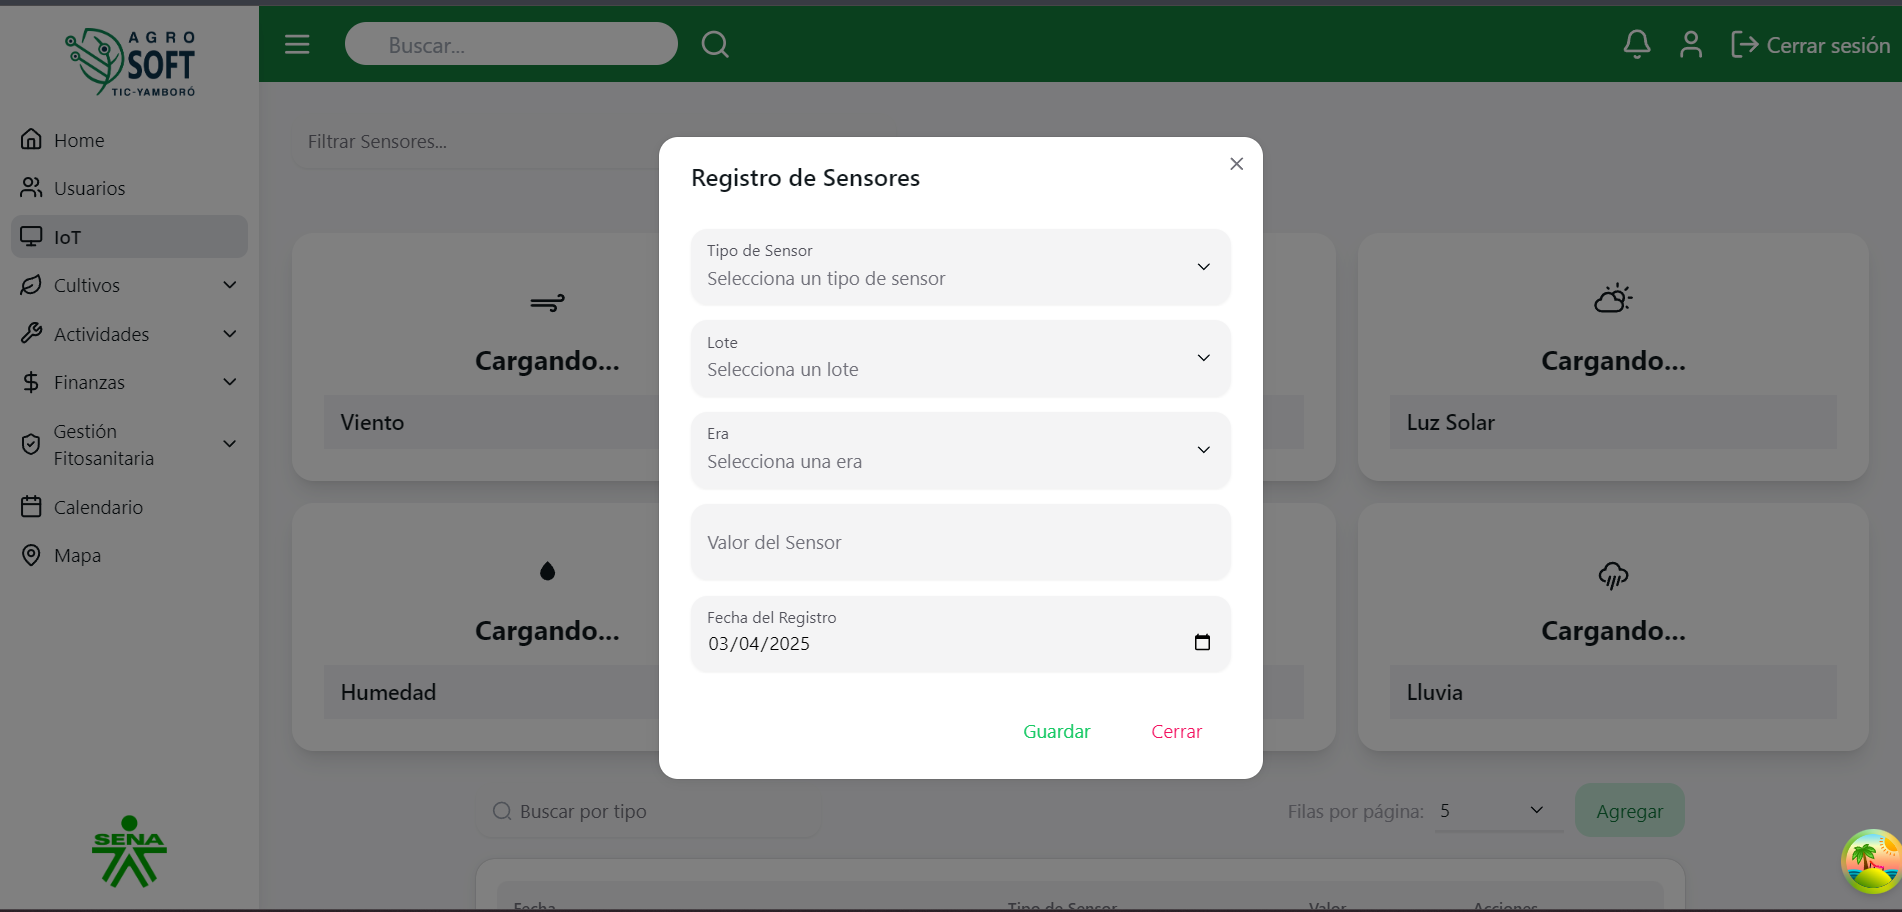 AGRO
SOFT
TIC-YAMBORÓ
Buscar...
Cerrar sesión
Home
Usuarios
IoT
Cultivos
Actividades
Finanzas
Gestión
Fitosanitaria
Calendario
Mapa
SENA
Filtrar Sensores...
Cargando...
Viento
Cargando...
Luz Solar
Cargando...
Humedad
Cargando...
Lluvia
Registro de Sensores
Tipo de Sensor
Selecciona un tipo de sensor
Lote
Selecciona un lote
Era
Selecciona una era
Valor del Sensor
Fecha del Registro
03/04/2025
Guardar Cerrar
Buscar por tipo
Filas por página: 5
Agregar
Fecha Tipo de Sensor Valor Acciones